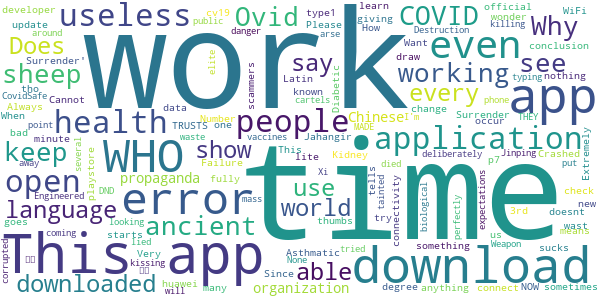 work
time
This app
download
WHO
error
COVID
even
app
application
people
health
useless
Ovid
Why
Does
sheep
say
working
see
every
show
Chinese
keep
open
language
propaganda
ancient
world
use
able
downloaded
organization
developer
update
Please
around
public
cv19
type1
arse
danger
How
Want
learn
giving
killing
official
wonder
WiFi
conclusion
Destruction
Surrender'
CovidSafe
tho
Always
Cannot
minute
point
bad
When
playstore
several
away
known
cartels
scammers
elite
Latin
draw
Diabetic
typing
nothing
phone
Number
TRUSTS
one
data
vaccines
Jahangir
I'm
change
MADE
THEY
Surrender
occur
Extremely
waste
DND
Failure
This
lite
Kidney
Crashed
deliberately
p7
Jinping
put
fully
mass
died
Xi
tells
thumbs
connectivity
biological
perfectly
expectations
3rd
doesnt
check
new
goes
Engineered
looking
Very
starts
coming
lied
kissing
tried
None
try
tainted
something
means
us
wast
Weapon
sucks
corrupted
huawei
will
Since
many
Asthmatic
degree
anything
connect
NOW
sometimes